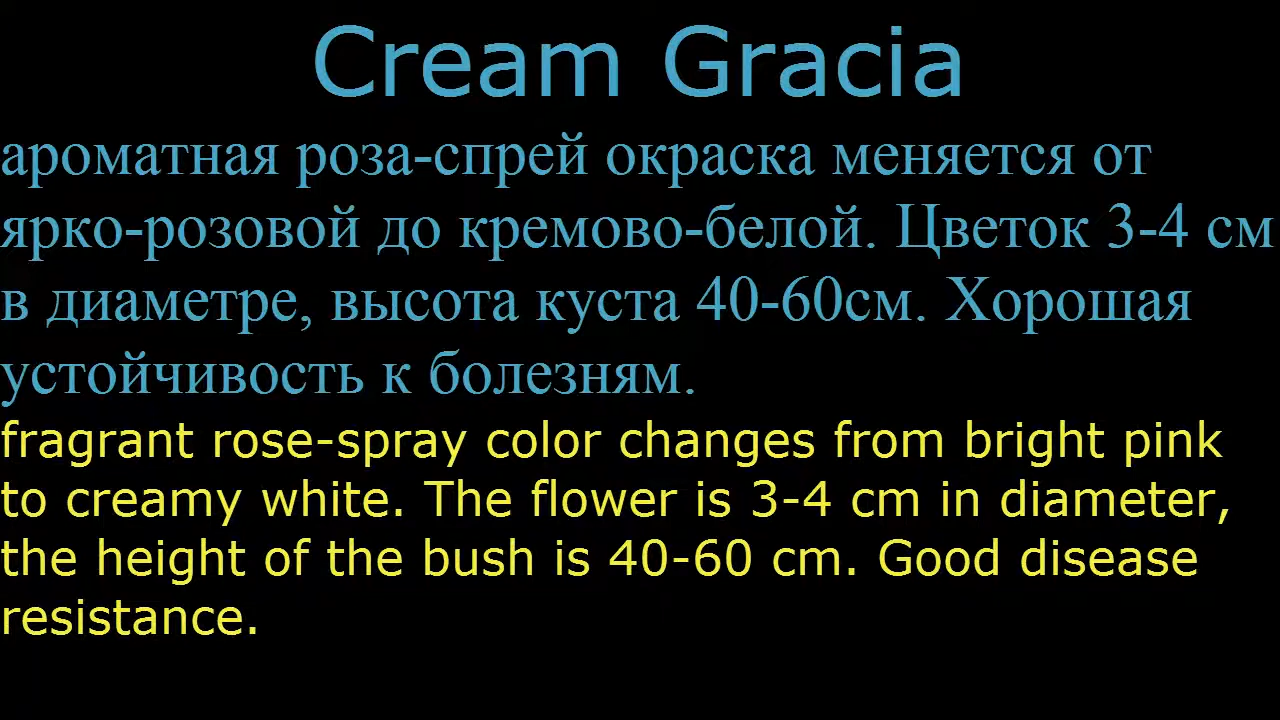 Cream Gracia
ароматная роза-спрей окраска меняется от
ярко-розовой до кремово-белой. Цветок 3-4 см
в диаметре, высота куста 40-60см. Хорошая
устойчивость к болезням.
fragrant rose-spray color changes from bright pink
to creamy white. The flower is 3-4 cm in diameter,
the height of the bush is 40-60 cm. Good disease
resistance.